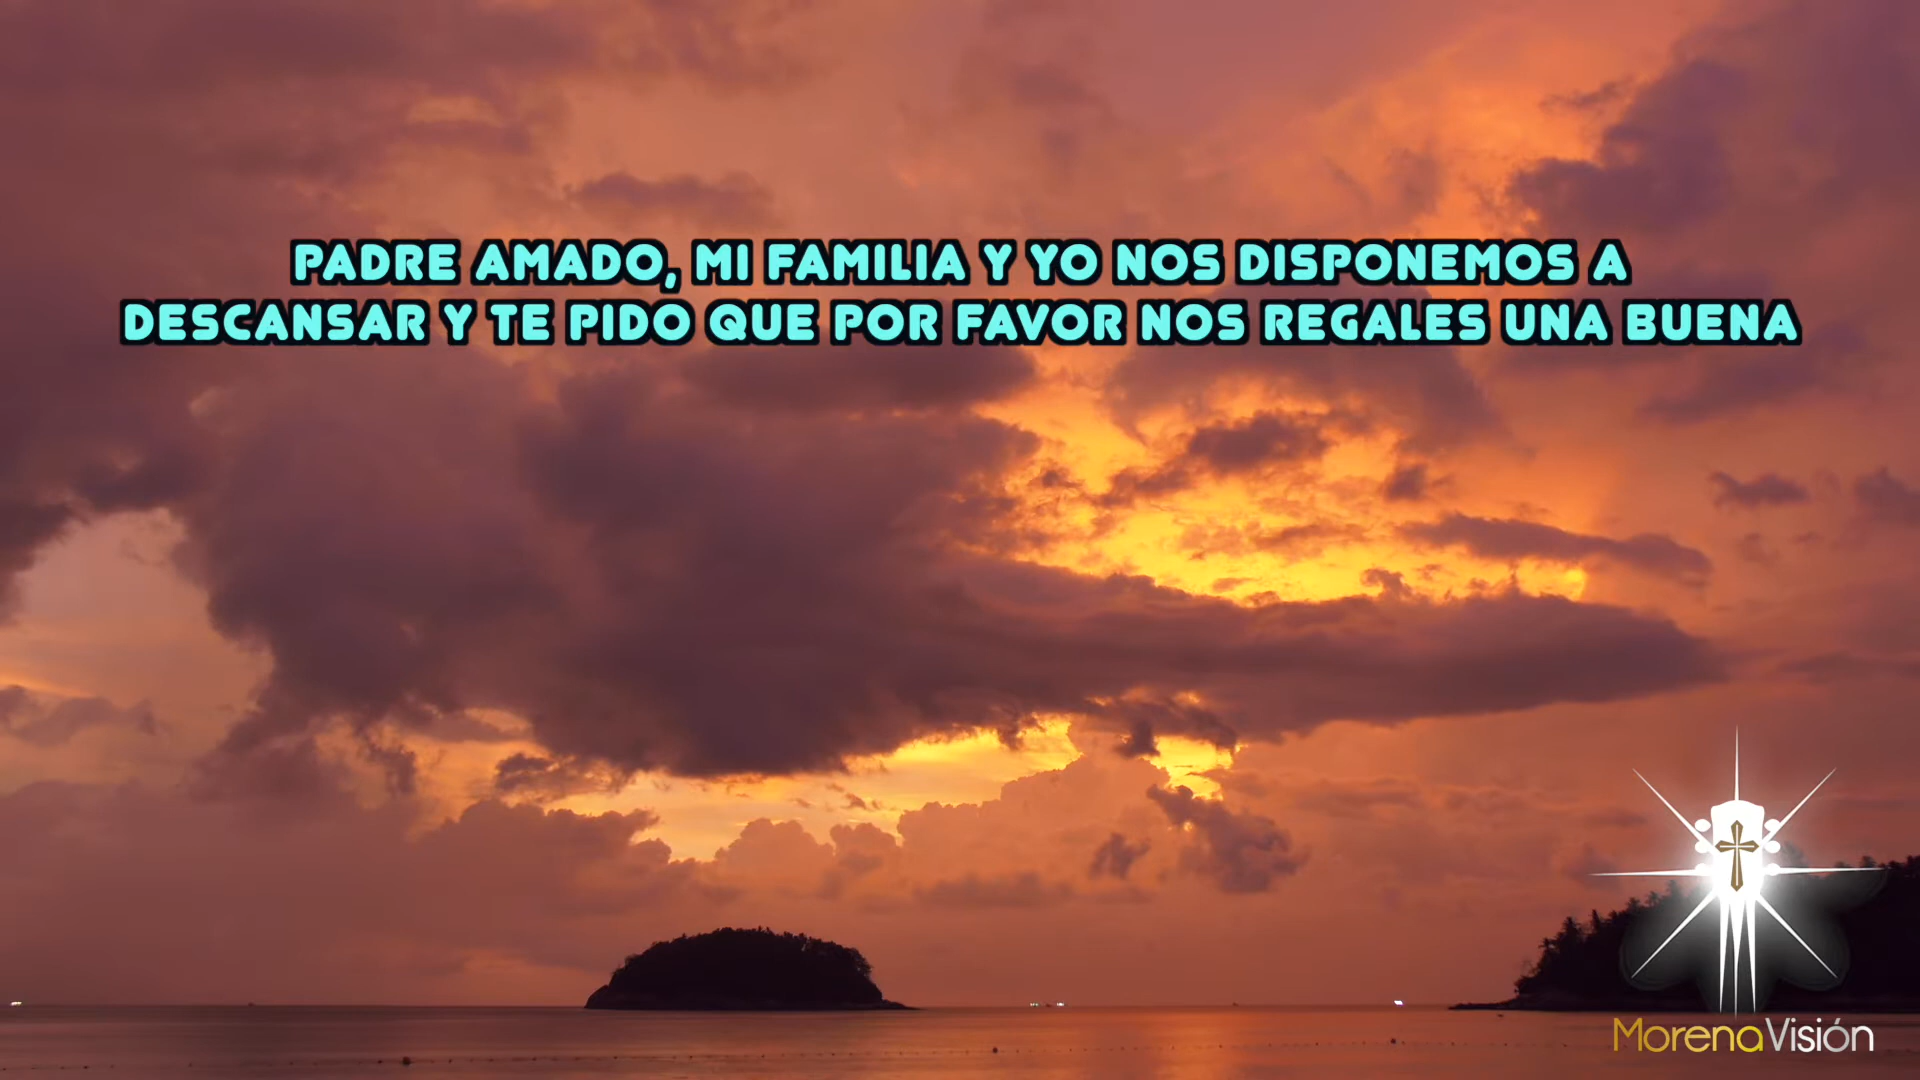 PADRE AMADO, MI FAMILIA Y YO NOS DISPONEMOS A
DESCANSAR Y TE PIDO QUE POR FAVOR NOS REGALES UNA BUENA
MorenaVisión